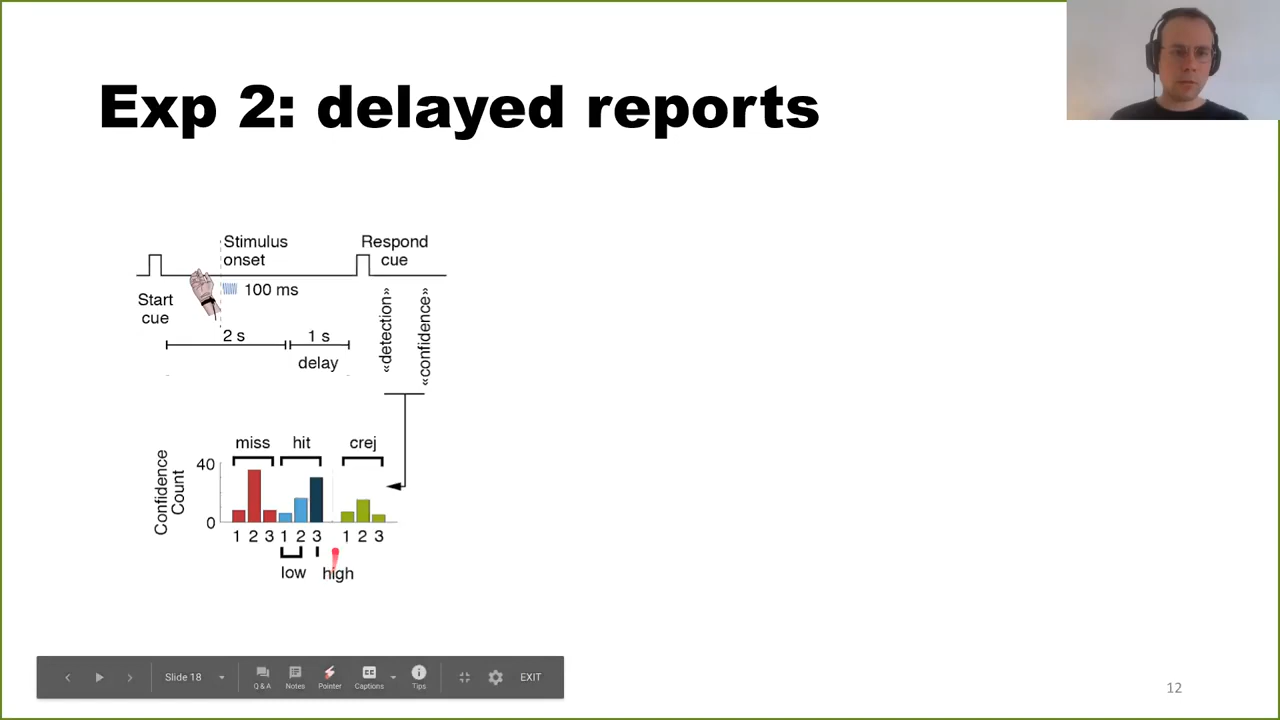 Exp 2: delayed reports
Stimulus
onset
Respond
cue
100 ms
Start
cue
2 s
1 s
delay
«detection»
«confidence»
miss
hit
crej
Confidence
Count
40
0
1 2 3 1 2 3 1 2 3
low
high
Slide 18
Q & A
Notes
Pointer
CC
Captions
Tips
EXIT
12